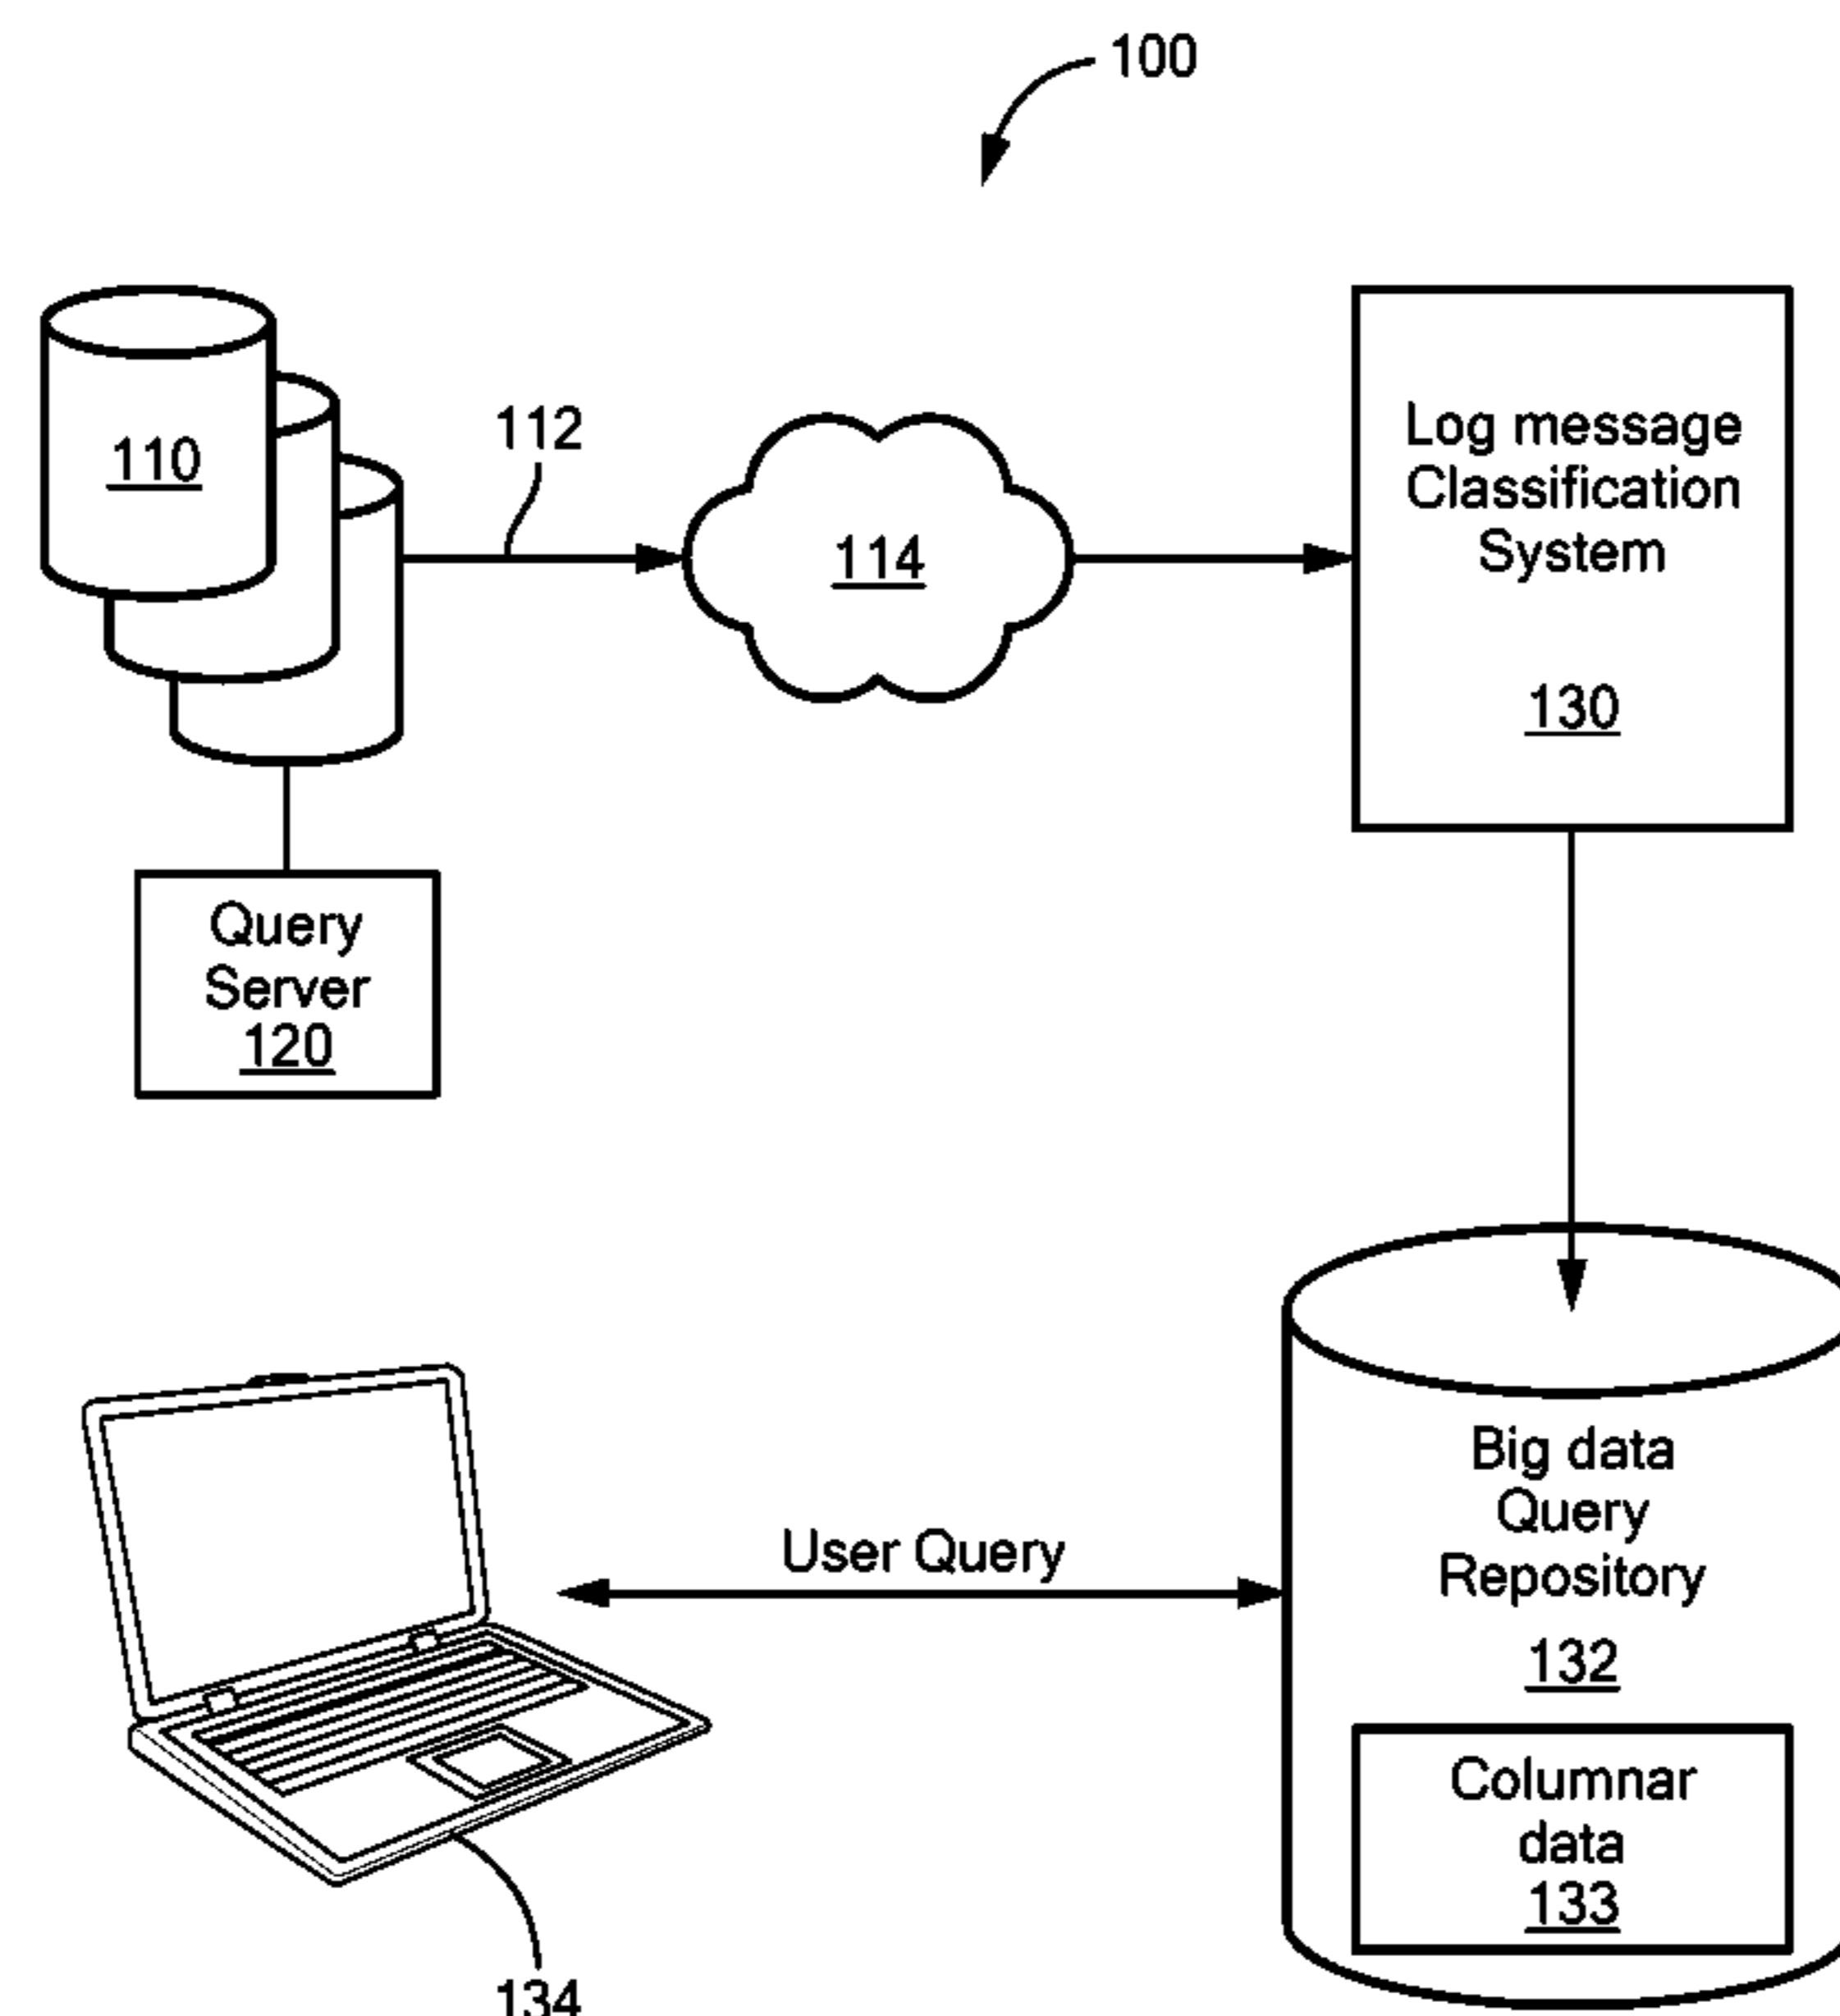 100
110
112
114
Log message
Classification
System
130
Query
Server
120
User Query
Big data
Query
Repository
132
Columnar
data
133
134